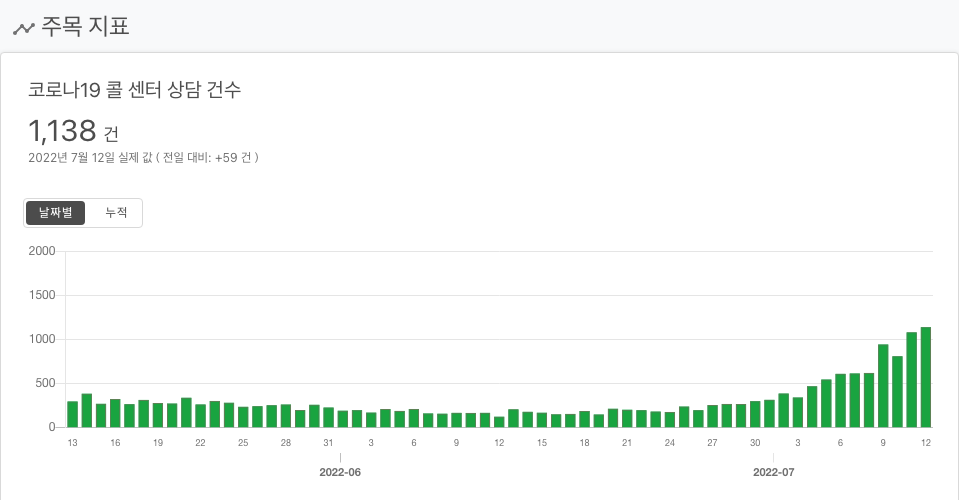 주목 지표
코로나19 콜 센터 상담 건수
1,138 건
2022년 7월 12일 실제 값 ( 전일 대비: +59 건 )
날짜별 누적
2000
1500
1000
500
0
13 16 19 22 25 28 31 3 6 9 12 15 18 21 24 27 30 3 6 9 12
2022-06 2022-07